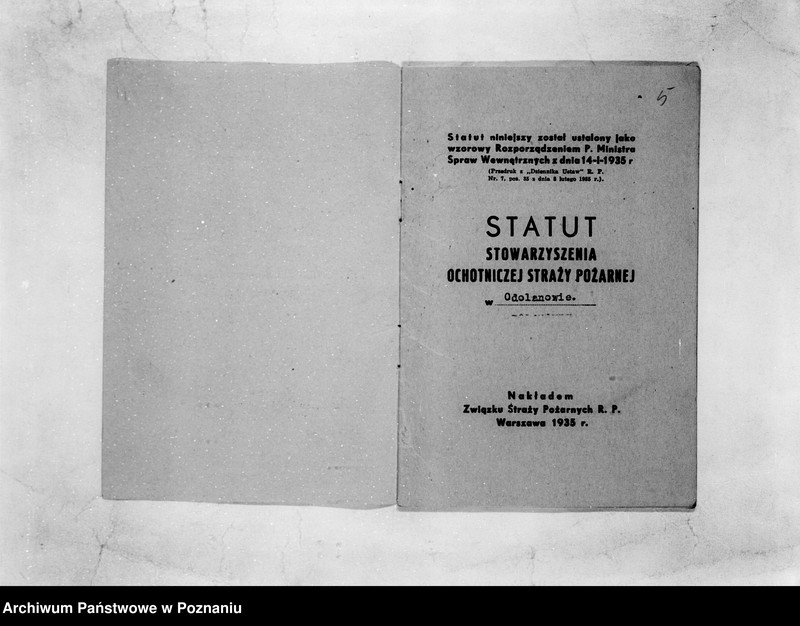 5
Statut niniejszy został ustalony jako
wzorowy Rozporządzeniem P. Ministra
Spraw Wewnętrznych z dnia 14-I-1935 r
(Przedruk z „Dziennika Ustaw" R. P.
Nr. 7, poz. 35 z dnia 8 lutego 1935 r.).
STATUT
STOWARZYSZENIA
OCHOTNICZEJ STRAŻY POŻARNEJ
w Odolanowie.
Nakładem
Związku Straży Pożarnych R. P.
Warszawa 1935 r.
Archiwum Państwowe w Poznaniu